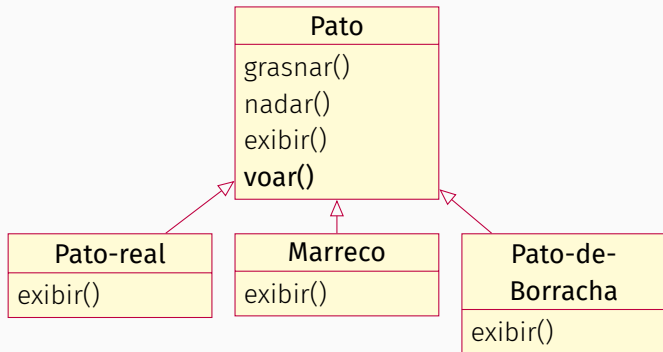 Pato
grasnar()
nadar()
exibir()
voar()
Pato-real
exibir()
Marreco
exibir()
Pato-de-
Borracha
exibir()